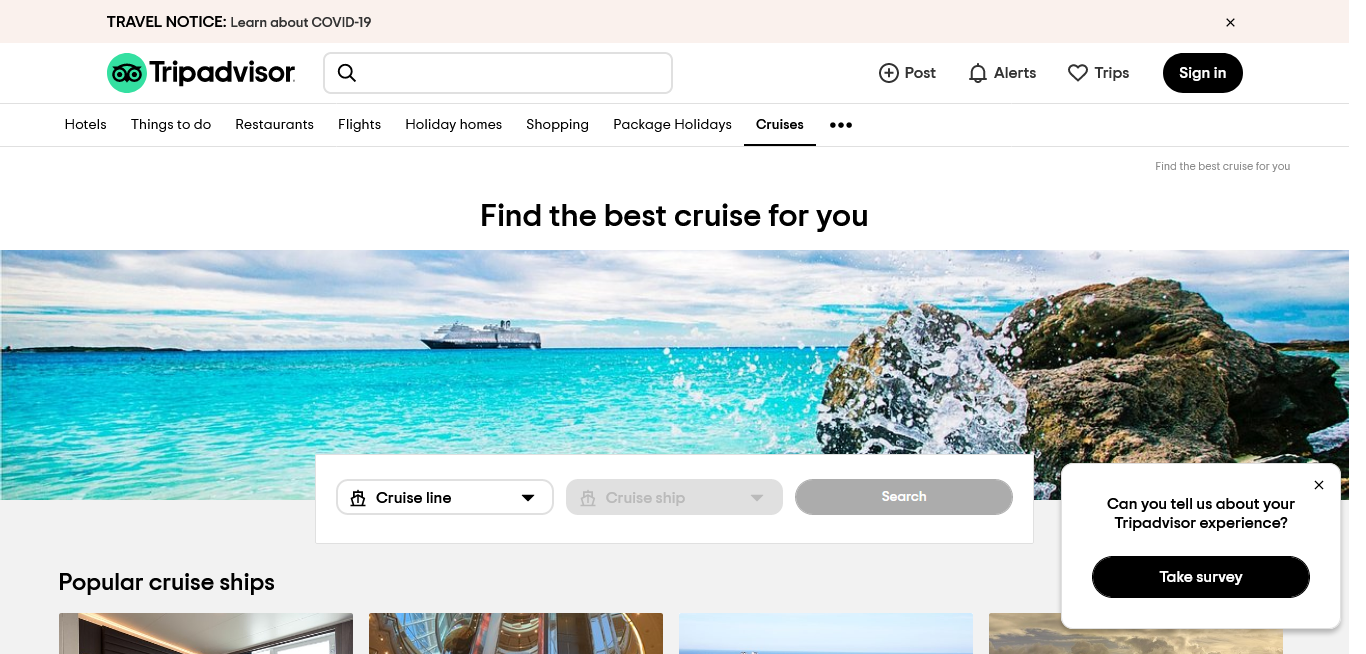 TRAVEL NOTICE: Learn about COVID-19
Tripadvisor
Post
Alerts
Trips
Sign in
Hotels
Things to do
Restaurants
Flights
Holiday homes
Shopping
Package Holidays
Cruises
Find the best cruise for you
Find the best cruise for you
Cruise line
Cruise ship
Search
Can you tell us about your
Tripadvisor experience?
Take survey
Popular cruise ships